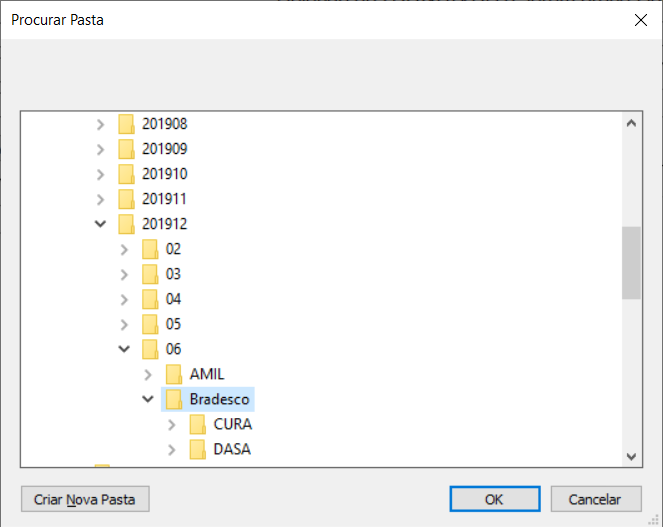 Procurar Pasta
201908
201909
201910
201911
201912
02
03
04
05
06
AMIL
Bradesco
CURA
DASA
Criar Nova Pasta
OK
Cancelar